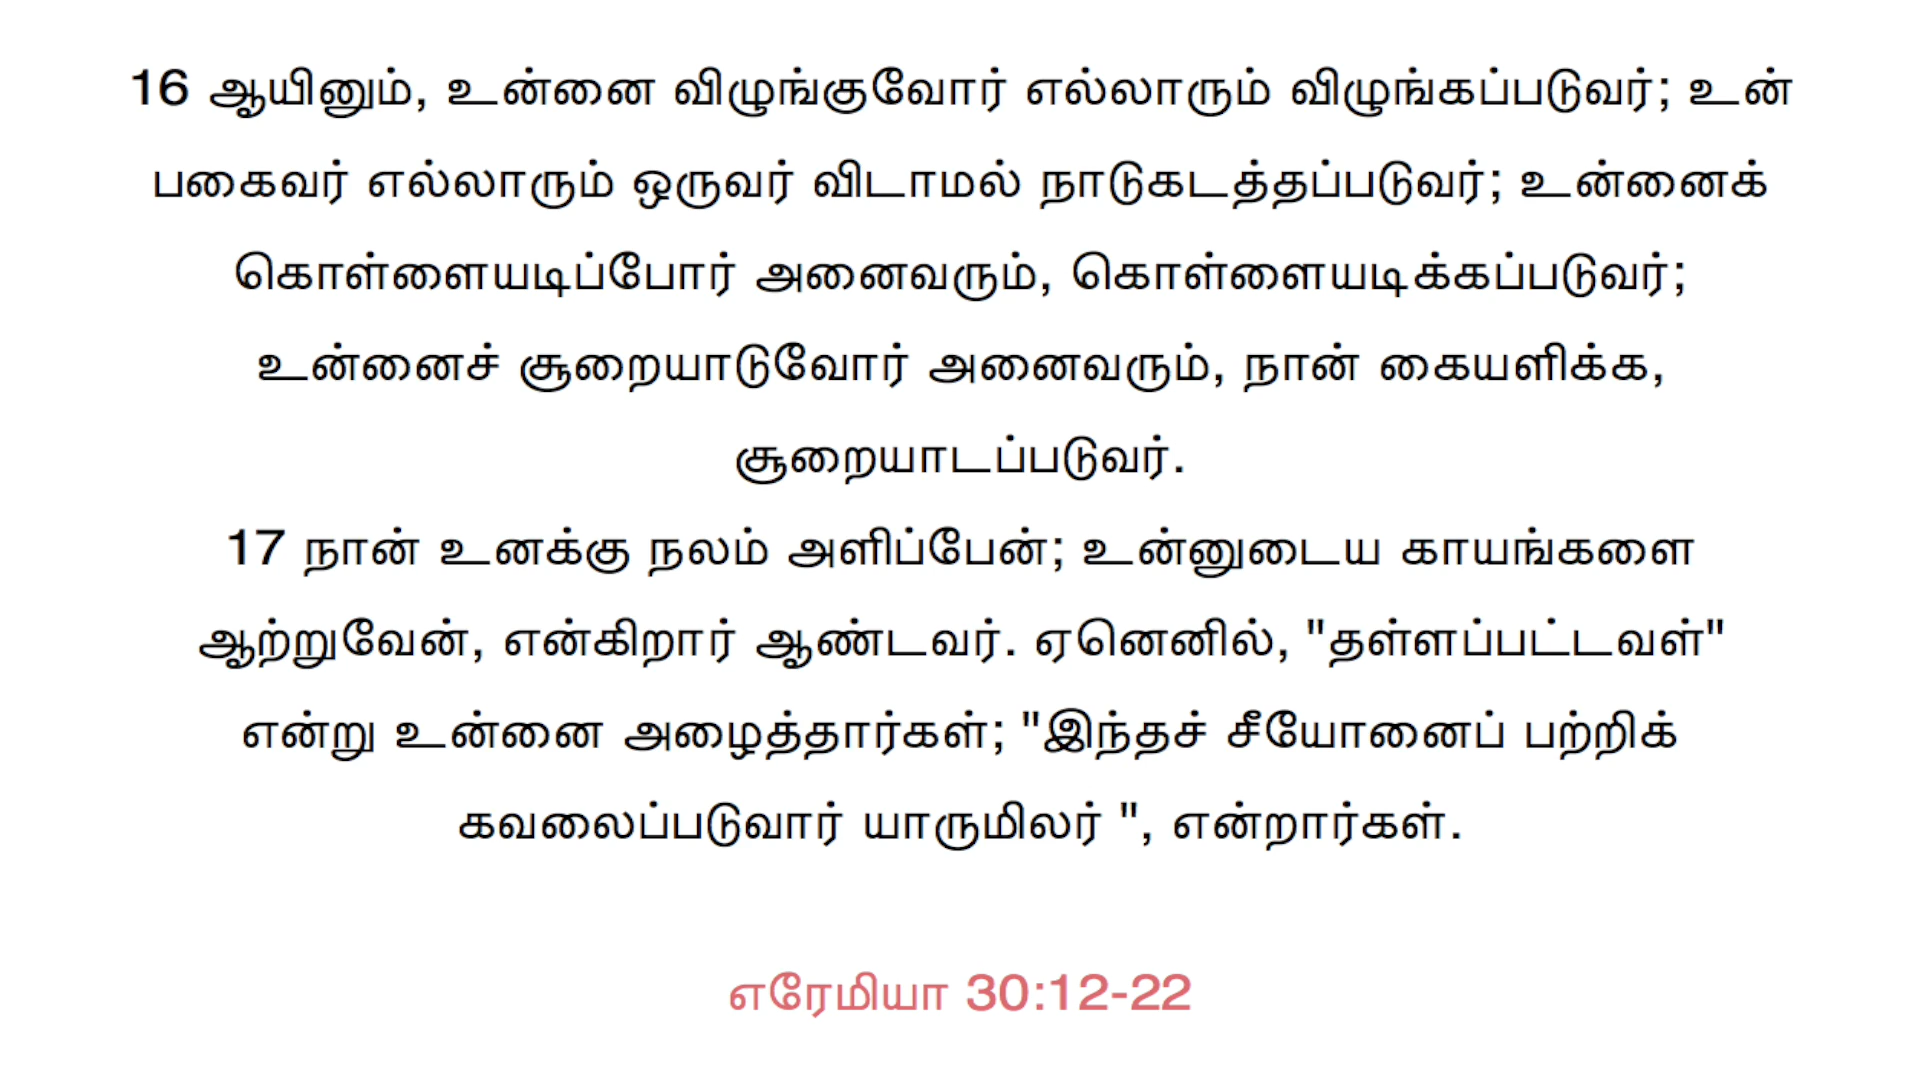 16 ஆயினும், உன்னை விழுங்குவோர் எல்லாரும் விழுங்கப்படுவர்; உன்
பகைவர் எல்லாரும் ஒருவர் விடாமல் நாடுகடத்தப்படுவர்; உன்னைக்
கொள்ளையடிப்போர் அனைவரும், கொள்ளையடிக்கப்படுவர்;
உன்னைச் சூறையாடுவோர் அனைவரும், நான் கையளிக்க,
சூறையாடப்படுவர்.
17 நான் உனக்கு நலம் அளிப்பேன்; உன்னுடைய காயங்களை
ஆற்றுவேன், என்கிறார் ஆண்டவர். ஏனெனில், "தள்ளப்பட்டவள்"
என்று உன்னை அழைத்தார்கள்; "இந்தச் சீயோனைப் பற்றிக்
கவலைப்படுவார் யாருமிலர் ", என்றார்கள்.
எரேமியா 30:12-22